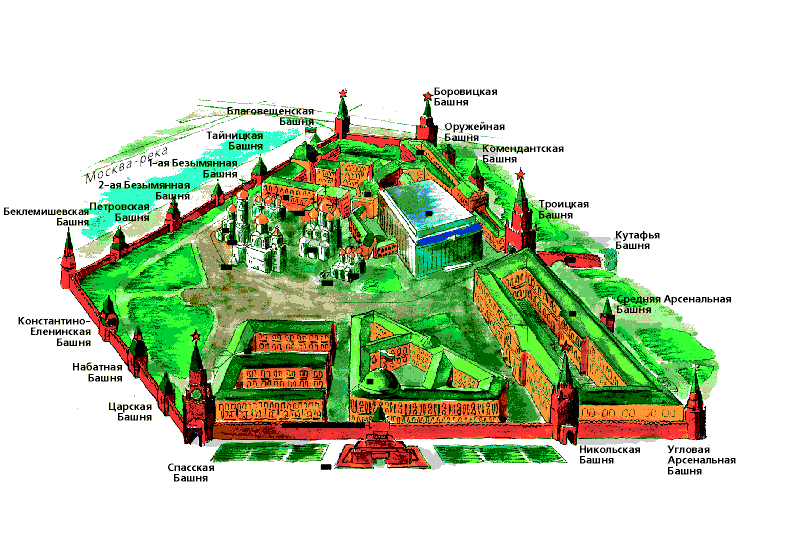 Боровицкая
Башня
Благовещенская
Башня
Оружейная
Башня
Тайницкая
Башня
Комендантская
Башня
Москва-река
1-ая Безымянная
Башня
2-ая Безымянная
Башня
Троицкая
Башня
Петровская
Башня
Беклемишевская
Башня
Кутафья
Башня
Средняя Арсенальная
Башня
Константино-
Еленинская
Башня
Набатная
Башня
Царская
Башня
Спасская
Башня
Никольская
Башня
Угловая
Арсенальная
Башня